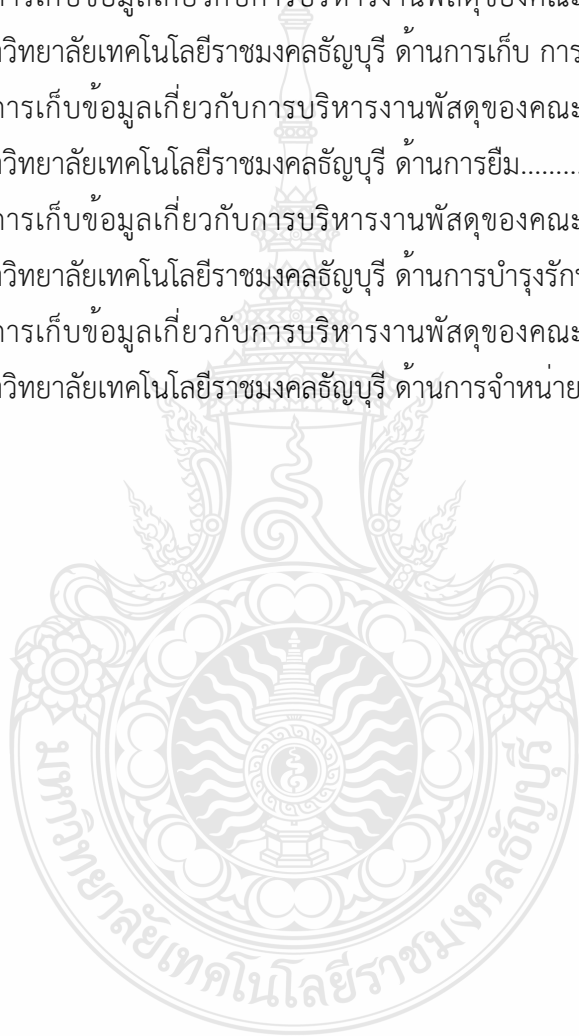 การเก็บข้อมูลเกี่ยวกับการบริหารงานพัสดุของคณะ
วิทยาลัยเทคโนโลยีราชมงคลธัญบุรี ด้านการเก็บ การ
การเก็บข้อมูลเกี่ยวกับการบริหารงานพัสดุของคณะ
วิทยาลัยเทคโนโลยีราชมงคลธัญบุรี ด้านการยืม.........
การเก็บข้อมูลเกี่ยวกับการบริหารงานพัสดุของคณะ
วิทยาลัยเทคโนโลยีราชมงคลธัญบุรี ด้านการบำรุงรัก
การเก็บข้อมูลเกี่ยวกับการบริหารงานพัสดุของคณะ
วิทยาลัยเทคโนโลยีราชมงคลธัญบุรี ด้านการจำหน่าย
มหาวิทยาลัยเทคโนโลยีราชมงคลธัญบุรี